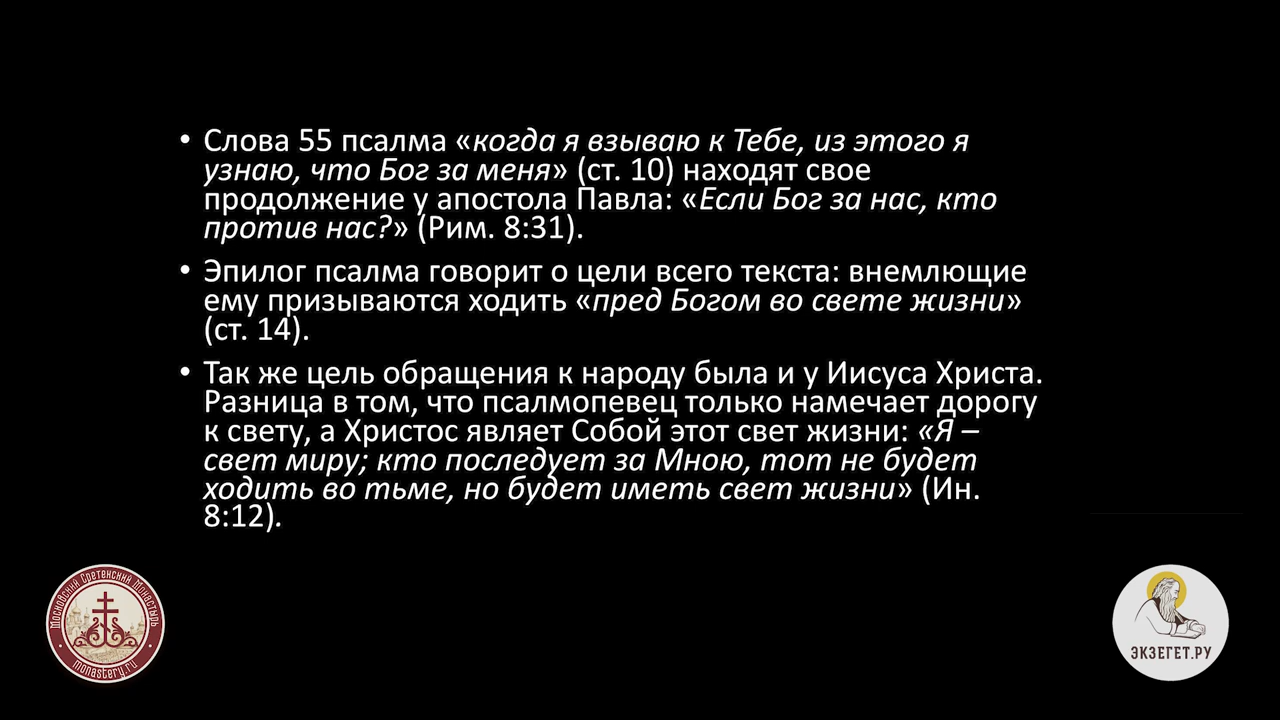 • Слова 55 псалма «когда я взываю к Тебе, из этого я
узнаю, что Бог за меня» (ст. 10) находят свое
продолжение у апостола Павла: «Если Бог за нас, кто
против нас?» (Рим. 8:31).
• Эпилог псалма говорит о цели всего текста: внемлющие
ему призываются ходить «пред Богом во свете жизни»
(ст. 14).
• Так же цель обращения к народу была и у Иисуса Христа.
Разница в том, что псалмопевец только намечает дорогу
к свету, а Христос являет Собой этот свет жизни: «Я –
свет миру; кто последует за Мною, тот не будет
ходить во тьме, но будет иметь свет жизни» (Ин.
8:12).
Московский Сретенский Монастырь
monastery.ru
ЭКЗЕГЕТ.РУ